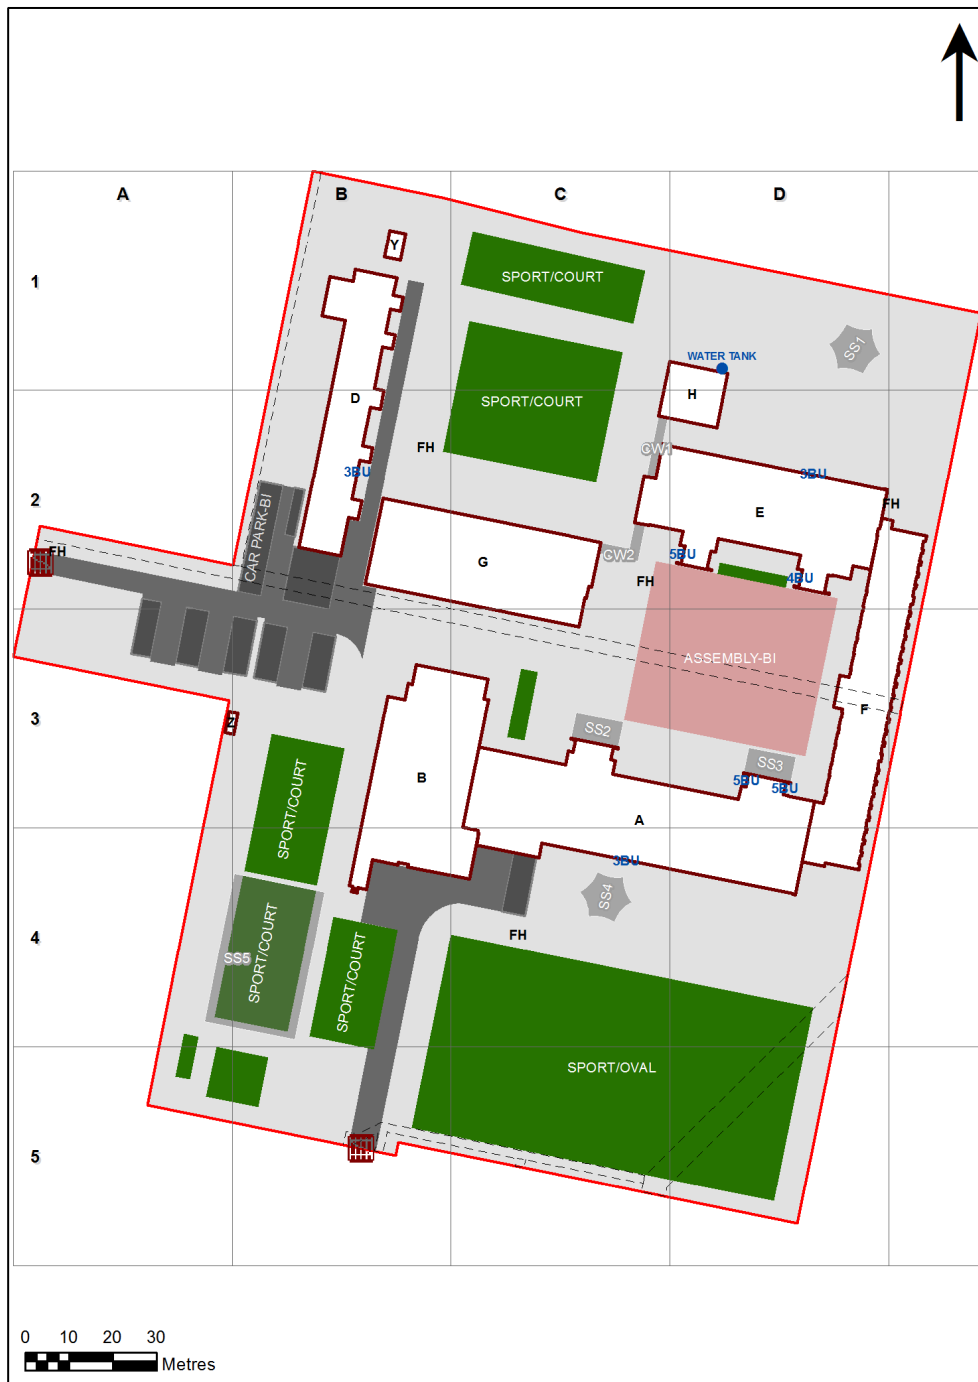 A
B
C
D
Y
1
SPORT/COURT
SS1
WATER TANK
H
D
SPORT/COURT
FH
CW1
3BU
3BU
2
CAR PARK-BI
FH
E
FH
G
CW2
5BU
4BU
FH
ASSEMBLY-BI
3
Z
F
SS2
SS3
B
5BU
5BU
SPORT/COURT
A
3BU
SS4
4
SPORT/COURT
FH
SS5
SPORT/COURT
SPORT/OVAL
5
0 10 20 30
Metres